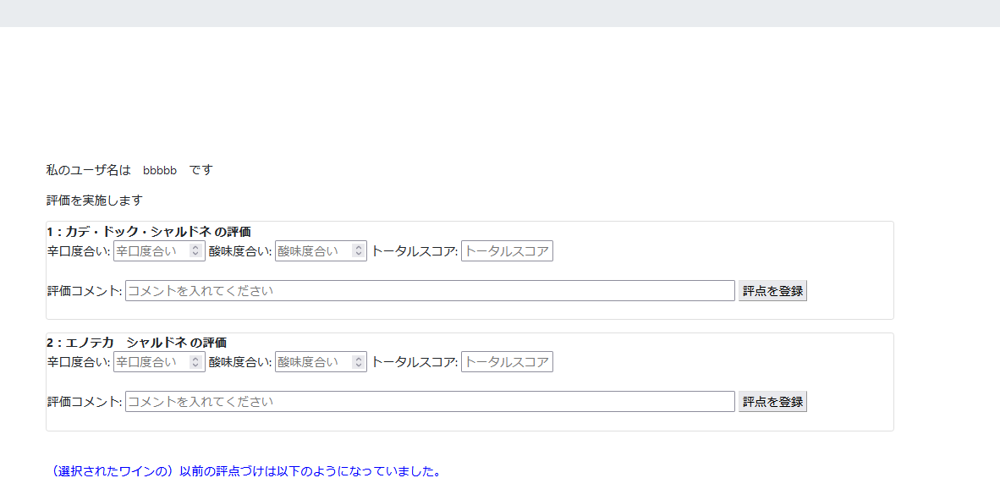 私のユーザ名は　bbbbb　です
評価を実施します
1：カデ・ドック・シャルドネ の評価
辛口度合い: 辛口度合い 酸味度合い: 酸味度合い トータルスコア: トータルスコア
評価コメント: コメントを入れてください 評点を登録
2：エノテカ　シャルドネ の評価
辛口度合い: 辛口度合い 酸味度合い: 酸味度合い トータルスコア: トータルスコア
評価コメント: コメントを入れてください 評点を登録
（選択されたワインの）以前の評点づけは以下のようになっていました。